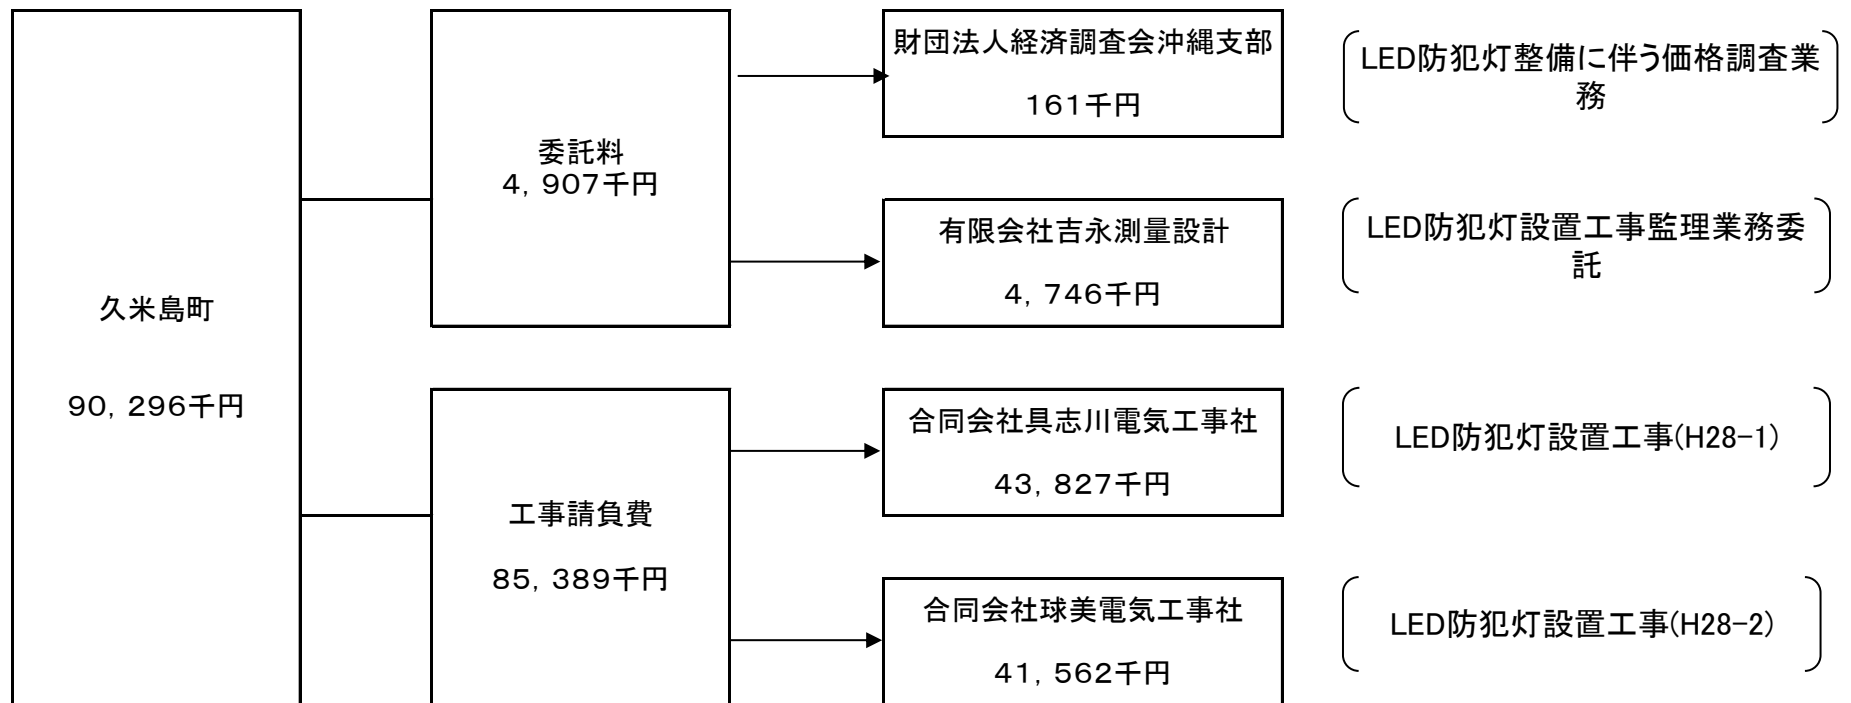 久米島町
90, 296千円
委託料
4, 907千円
財団法人経済調査会沖縄支部
161千円
LED防犯灯整備に伴う価格調査業
務
有限会社吉永測量設計
4, 746千円
LED防犯灯設置工事監理業務委
託
工事請負費
85, 389千円
合同会社具志川電気工事社
43, 827千円
LED防犯灯設置工事(H28-1)
合同会社球美電気工事社
41, 562千円
LED防犯灯設置工事(H28-2)